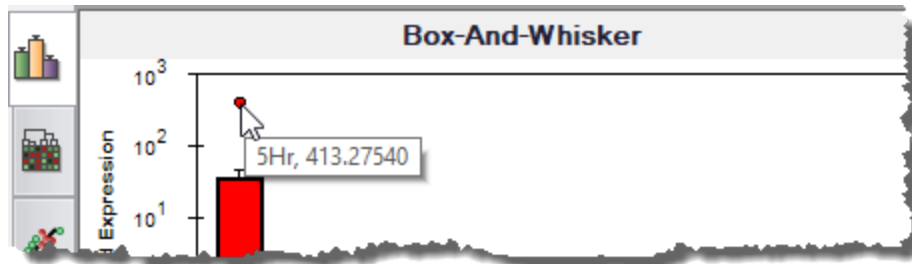 Box-And-Whisker
10³
10²
10¹
Expression
5Hr, 413.27540